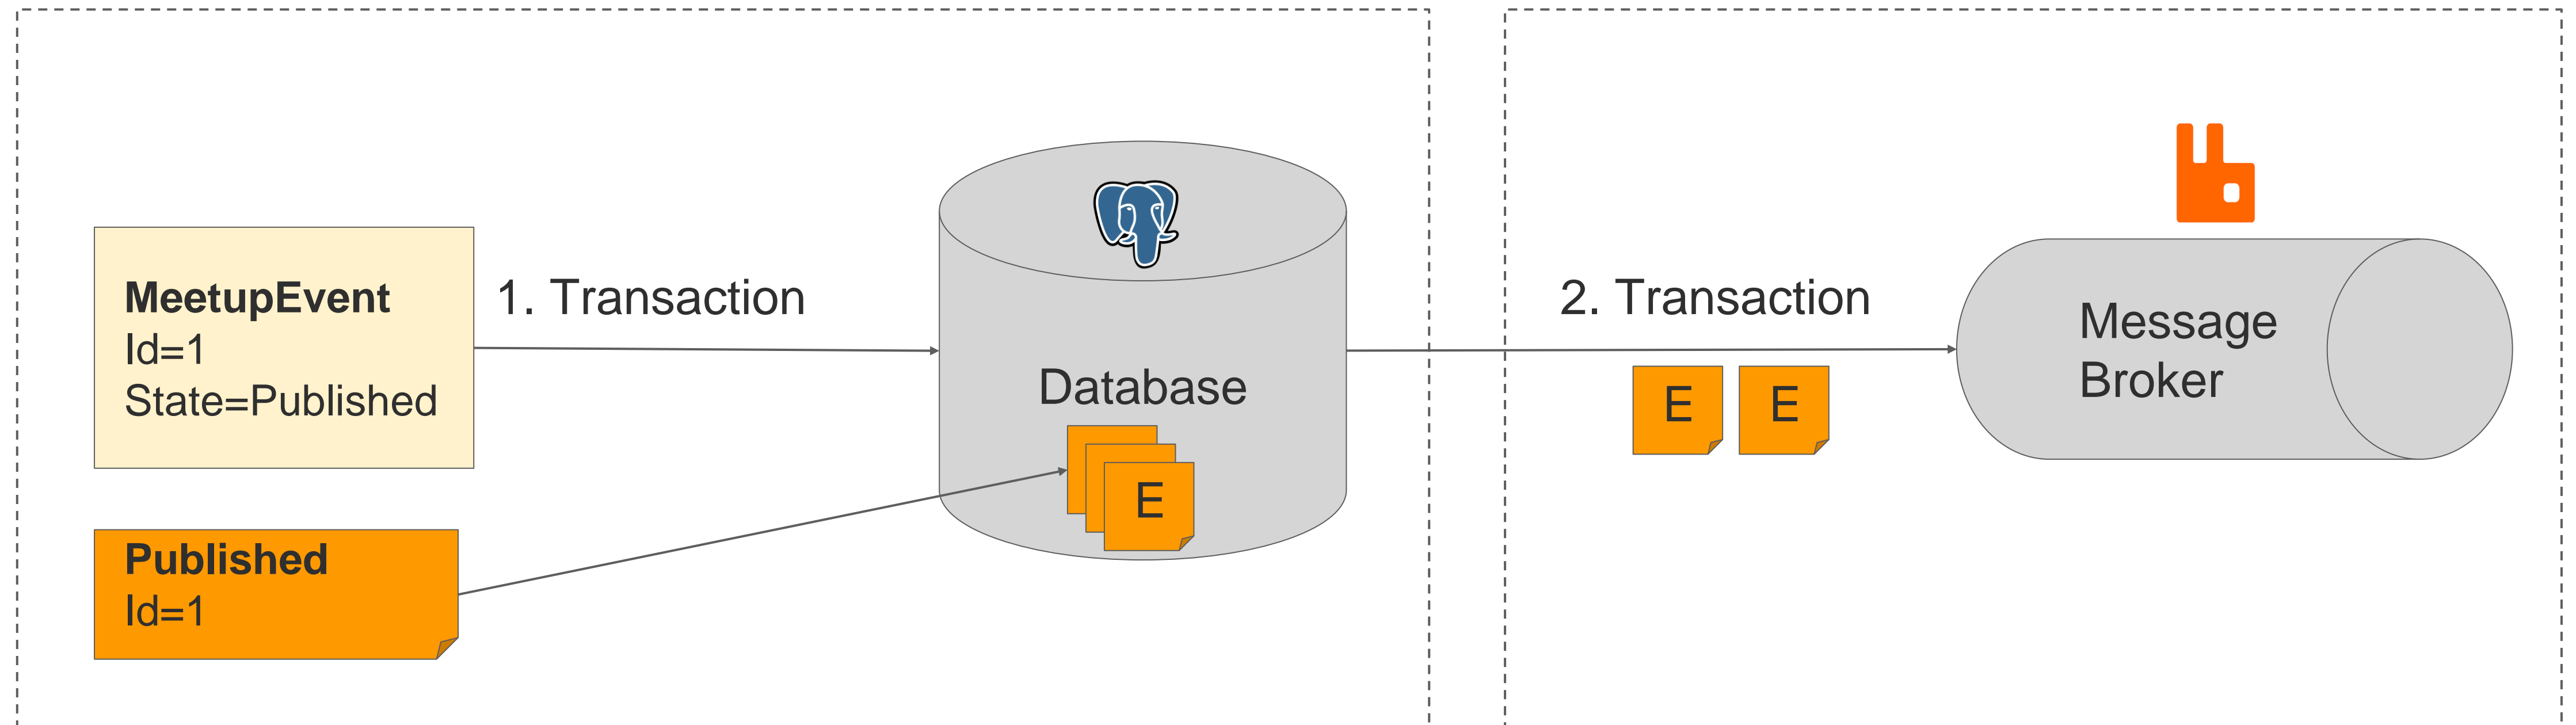 MeetupEvent
Id=1
State=Published
1. Transaction
Database
E
Published
Id=1
2. Transaction
E
E
Message
Broker